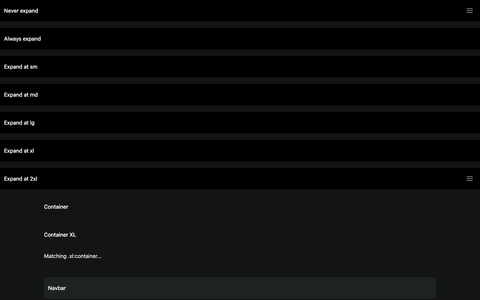 Never expand
Always expand
Expand at sm
Expand at md
Expand at lg
Expand at xl
Expand at 2xl
Container
Container XL
Matching .xl:container...
Navbar